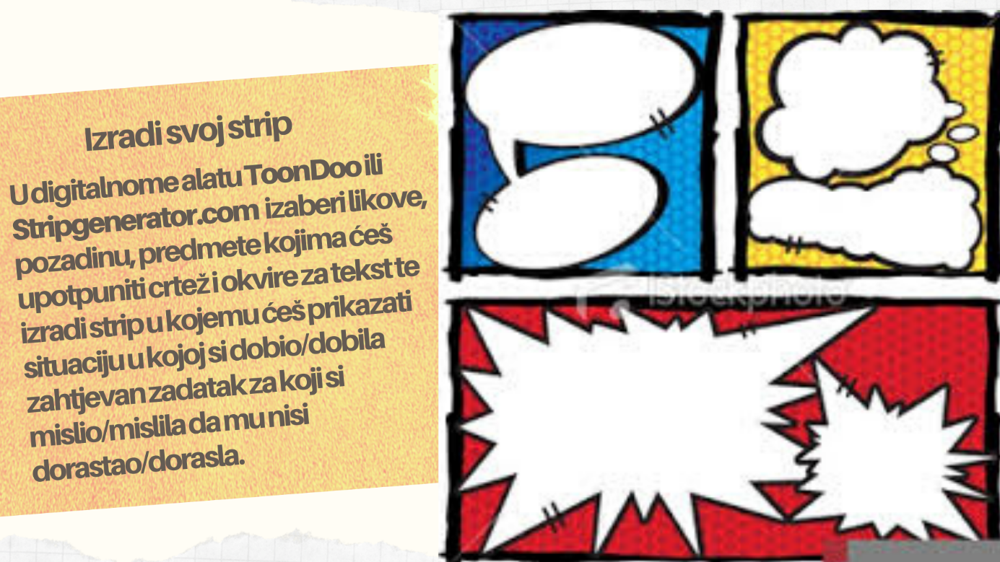 Izradi svoj strip
U digitalnome alatu ToonDoo ili
Stripgenerator.com izaberi likove,
pozadinu, predmete kojima ćeš
upotpuniti crtež i okvire za tekst te
izradi strip u kojemu ćeš prikazati
situaciju u kojoj si dobio/dobila
zahtjevan zadatak za koji si
mislio/mislila da mu nisi
dorastao/dorasla.
iStockphoto